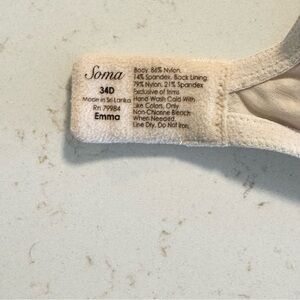 Soma
34D
Made in Sri Lanka
Rn 79984
Emma
Body: 86% Nylon,
14% Spandex, Back Lining:
79% Nylon, 21% Spandex
Exclusive of Trims
Hand Wash Cold With
Like Colors, Only
Non-Chlorine Bleach
When Needed.
Line Dry. Do Not Iron.